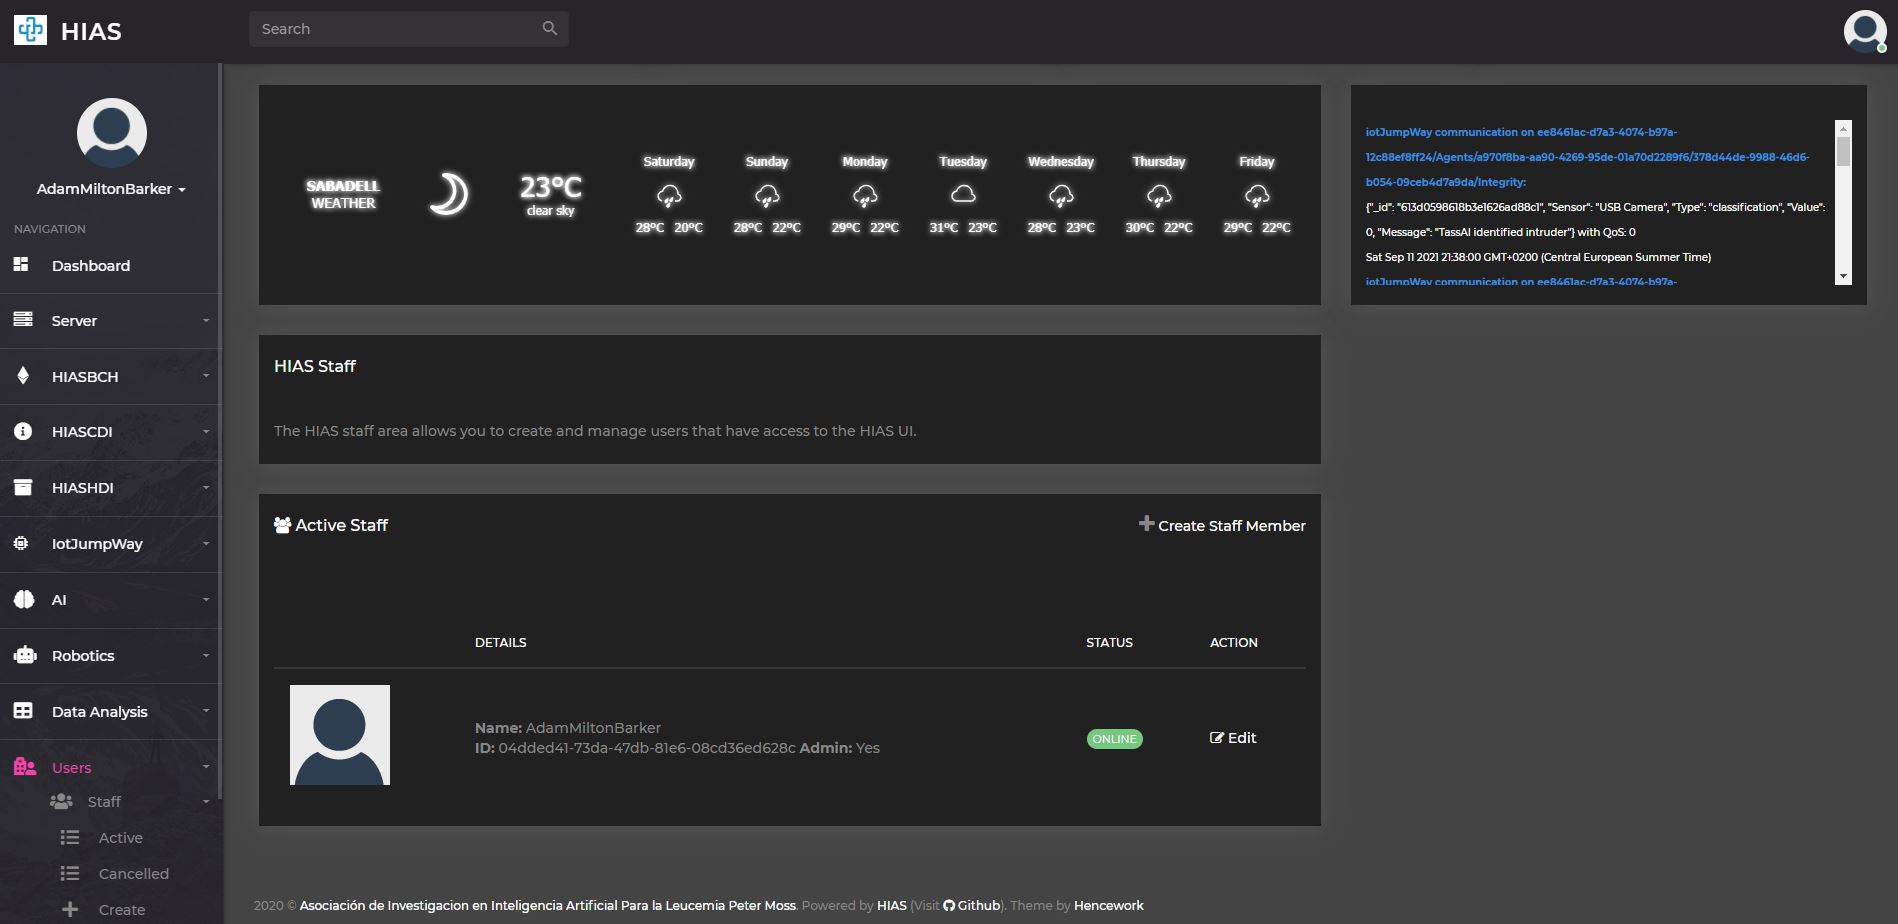 HIAS
Search
AdamMiltonBarker
NAVIGATION
Dashboard
Server
HIASBCH
HIASCDI
HIASHDI
IotJumpWay
AI
Robotics
Data Analysis
Users
Staff
Active
Cancelled
Create
SABADELL
WEATHER
23°C
clear sky
Saturday Sunday Monday Tuesday Wednesday Thursday Friday
28°C 20°C 28°C 22°C 29°C 22°C 31°C 23°C 28°C 23°C 30°C 22°C 29°C 22°C
iotJumpWay communication on ee8461ac-d7a3-4074-b97a-
12c88ef8ff24/Agents/a970f8ba-aa90-4269-95de-01a70d2289f6/378d44de-9988-46d6-
b054-09ceb4d7a9da/Integrity:
{"_id": "613d0598618b3e1626ad88c1", "Sensor": "USB Camera", "Type": "classification", "Value":
0, "Message": "TassAI identified intruder"} with QoS: 0
Sat Sep 11 2021 21:38:00 GMT+0200 (Central European Summer Time)
iotJumpWay communication on ee8461ac-d7a3-4074-b97a-
HIAS Staff
The HIAS staff area allows you to create and manage users that have access to the HIAS UI.
Active Staff
Create Staff Member
DETAILS STATUS ACTION
Name: AdamMiltonBarker
ID: 04dded41-73da-47db-81e6-08cd36ed628c Admin: Yes
ONLINE
Edit
2020 © Asociación de Investigacion en Inteligencia Artificial Para la Leucemia Peter Moss. Powered by HIAS (Visit Github). Theme by Hencework